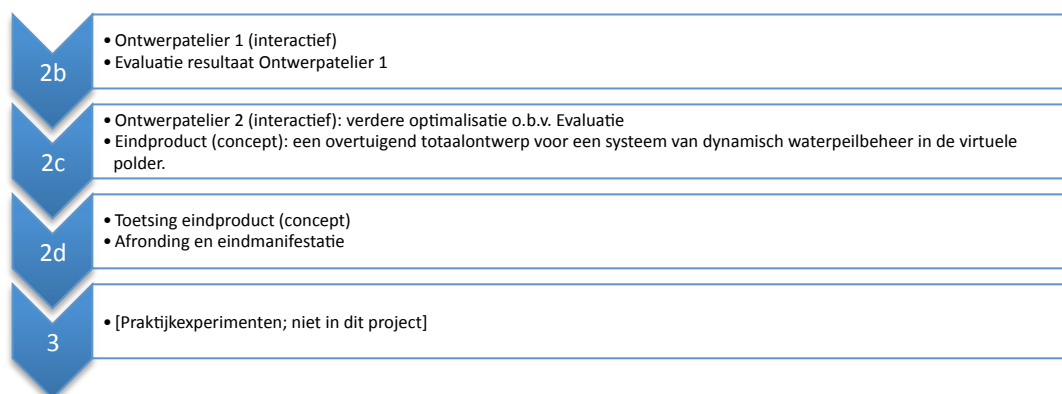 2b
• Ontwerpatelier 1 (interactief)
• Evaluatie resultaat Ontwerpatelier 1
2c
• Ontwerpatelier 2 (interactief): verdere optimalisatie o.b.v. Evaluatie
• Eindproduct (concept): een overtuigend totaalontwerp voor een systeem van dynamisch waterpeilbeheer in de virtuele
polder.
2d
• Toetsing eindproduct (concept)
• Afronding en eindmanifestatie
3
• [Praktijkexperimenten; niet in dit project]